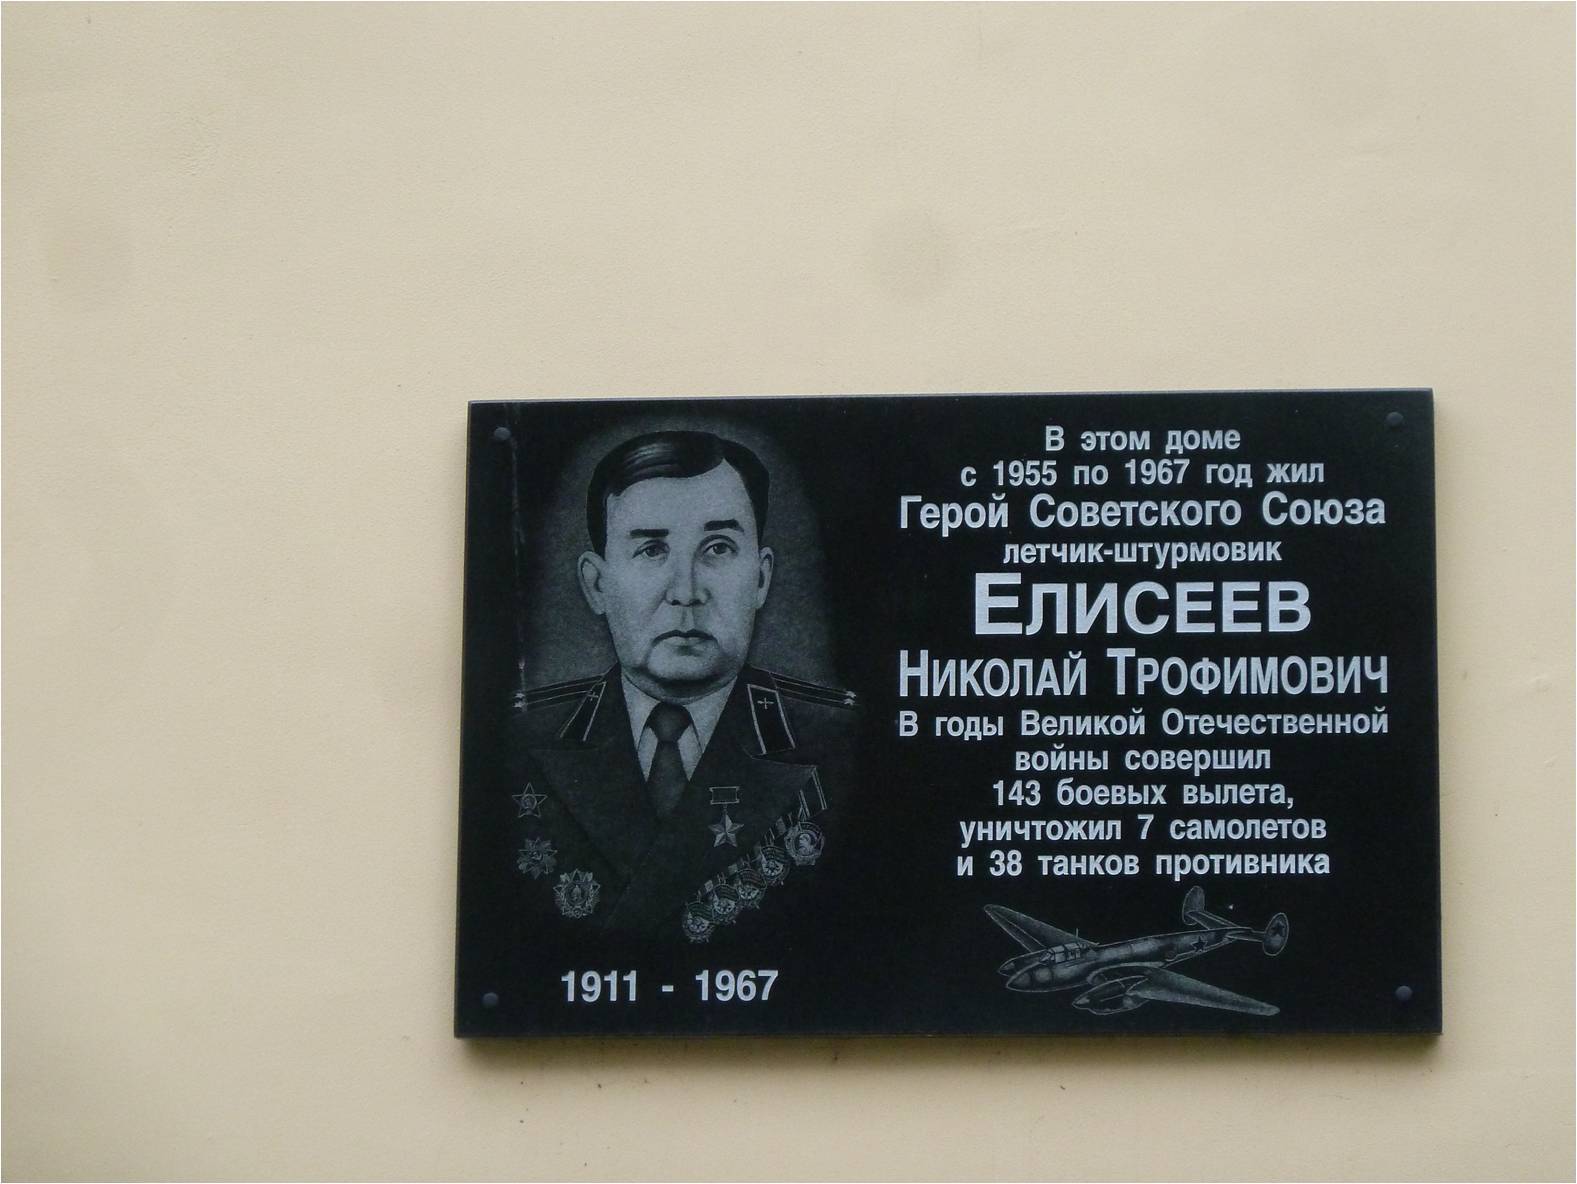 В этом доме
с 1955 по 1967 год жил
Герой Советского Союза
летчик-штурмовик
ЕЛИСЕЕВ
НИКОЛАЙ ТРОФИМОВИЧ
В годы Великой Отечественной
войны совершил
143 боевых вылета,
уничтожил 7 самолетов
и 38 танков противника
1911 - 1967